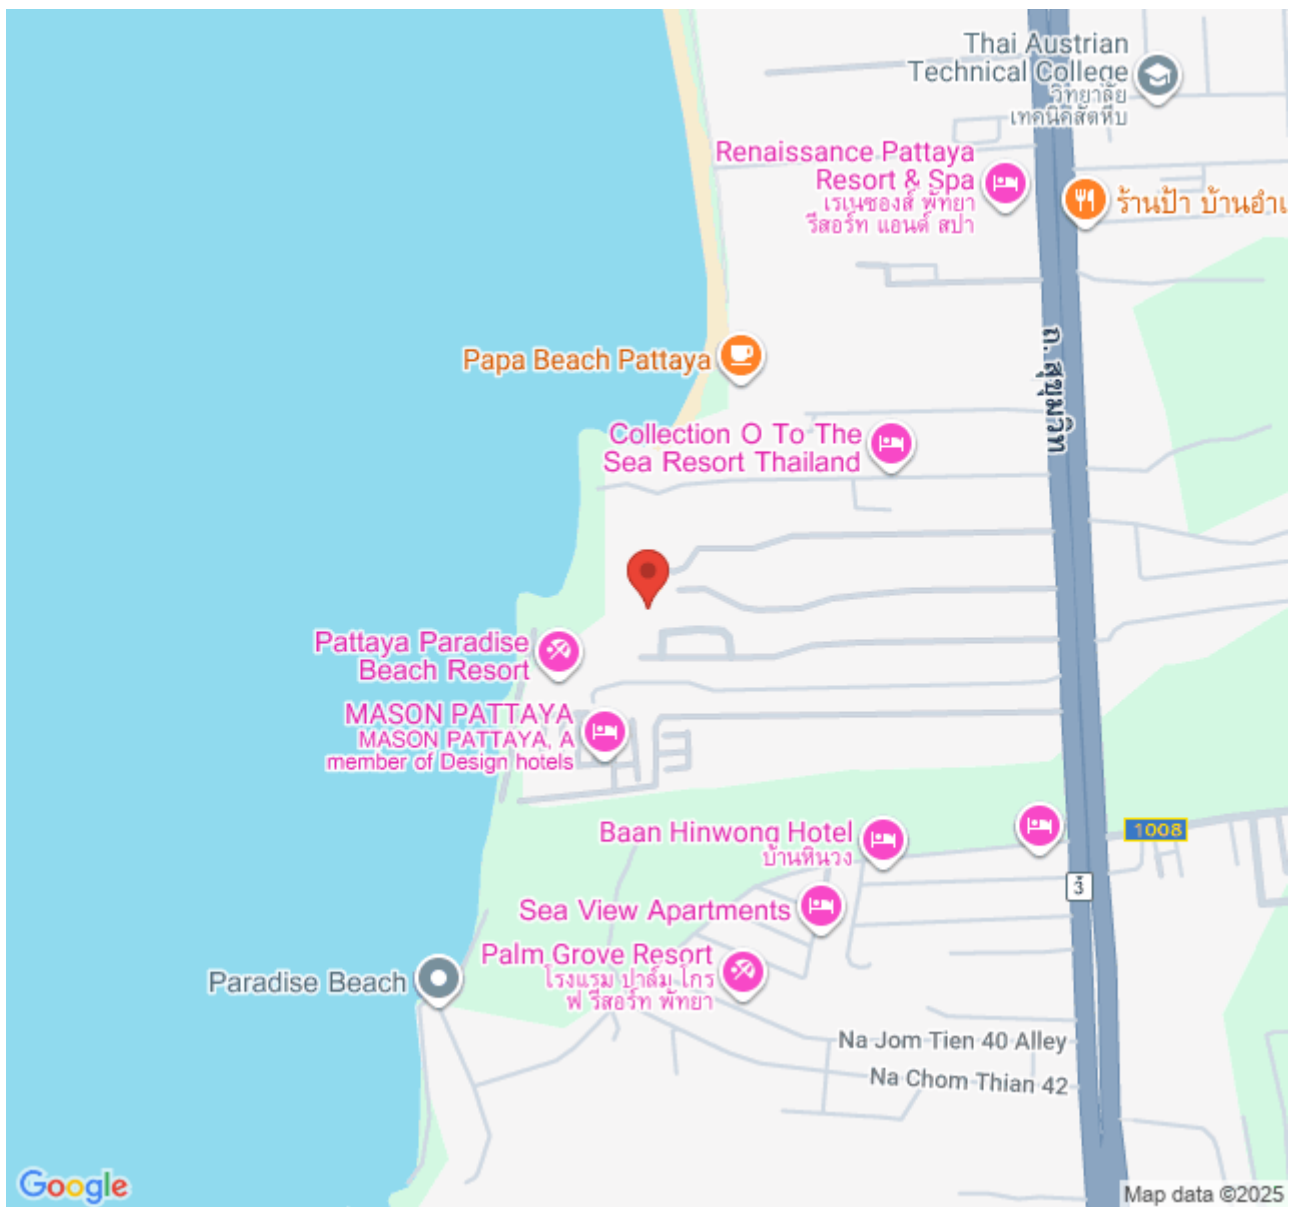 Thai Austrian
Technical College
วิทยาลัย
เทคนิคสัตหีบ
Renaissance Pattaya
Resort & Spa
เรเนซองส์ พัทยา
รีสอร์ท แอนด์ สปา
ร้านป้า บ้านอำเ
ถ. สุขุมวิท
Papa Beach Pattaya
Collection O To The
Sea Resort Thailand
Pattaya Paradise
Beach Resort
MASON PATTAYA
MASON PATTAYA, A
member of Design hotels
Baan Hinwong Hotel
บ้านหินวง
1008
3
Sea View Apartments
Palm Grove Resort
โรงแรม ปาล์ม โกร
ฟ รีสอร์ท พัทยา
Paradise Beach
Na Jom Tien 40 Alley
Na Chom Thian 42
Google
Map data ©2025